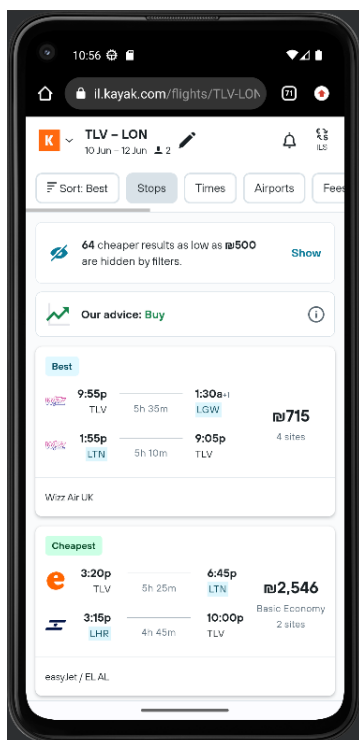 10:56
il.kayak.com/flights/TLV-LON
71
K
TLV – LON
10 Jun – 12 Jun 2
ILS
Sort: Best
Stops
Times
Airports
Fees
64 cheaper results as low as ₪500
are hidden by filters.
Show
Our advice: Buy
Best
9:55p
1:30a+1
TLV
5h 35m
LGW
₪715
4 sites
1:55p
9:05p
LTN
5h 10m
TLV
Wizz Air UK
Cheapest
e
3:20p
6:45p
TLV
5h 25m
LTN
₪2,546
Basic Economy
2 sites
3:15p
10:00p
LHR
4h 45m
TLV
easyJet / EL AL